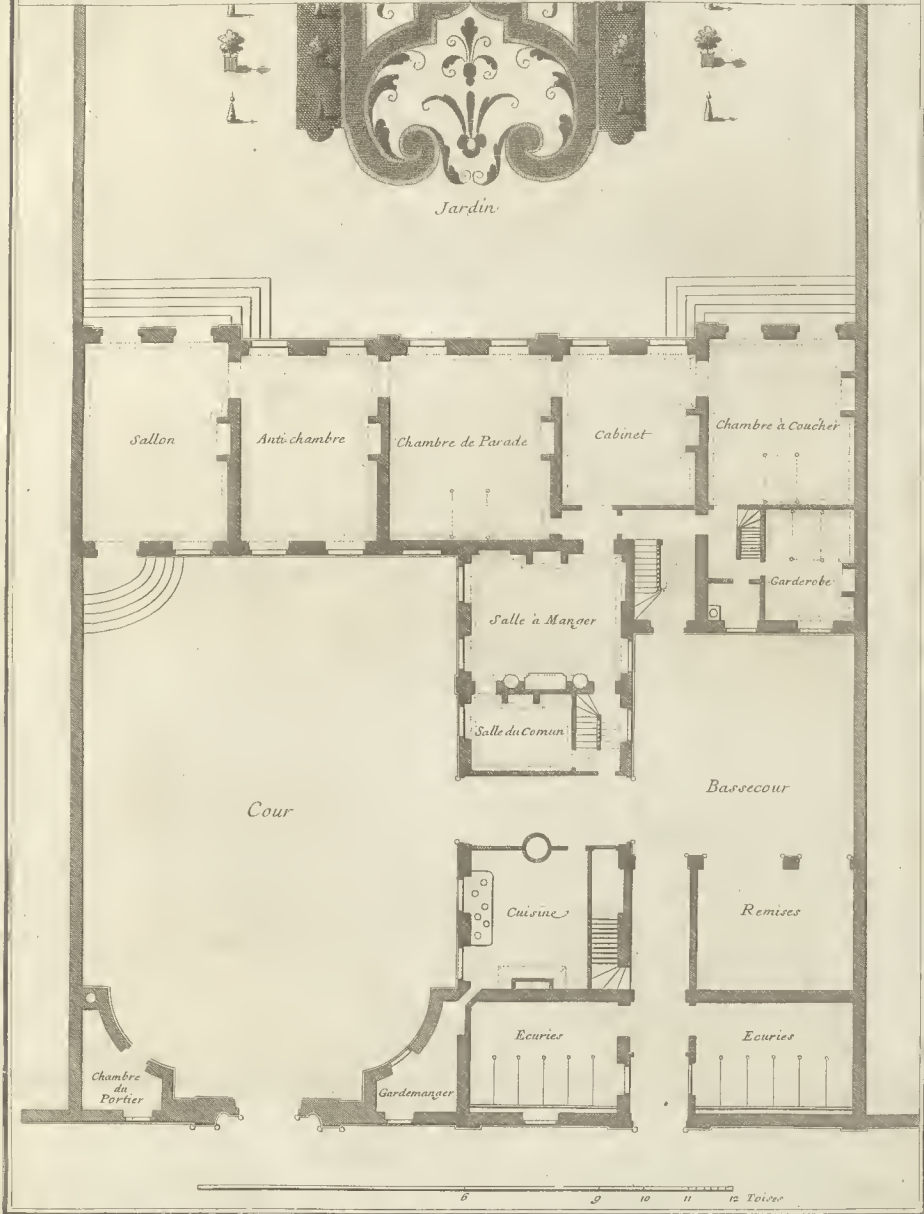 Jardin
Sallon
Anti-chambre
Chambre de Parade
Cabinet
Chambre à Coucher
Garderobe
Salle à Manger
Salle du Comun
Bassecour
Cour
Cuisine
Remises
Ecuries
Ecuries
Chambre
du
Portier
Gardemanger
6 9 10 11 12 Toises